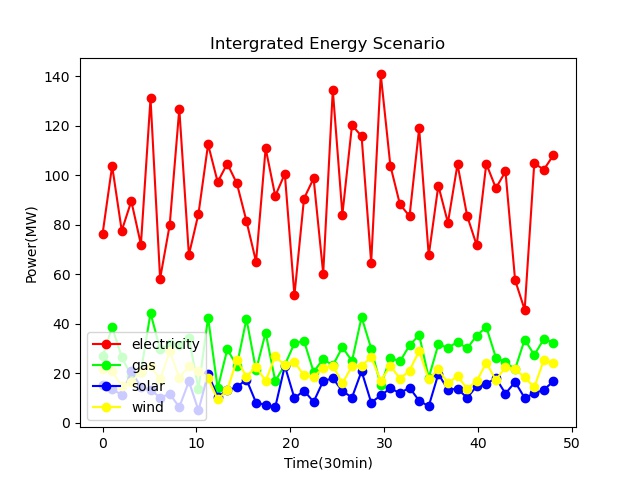 Intergrated Energy Scenario
Power(MW)
140
120
100
80
60
40
20
0
electricity
gas
solar
wind
0 10 20 30 40 50
Time(30min)